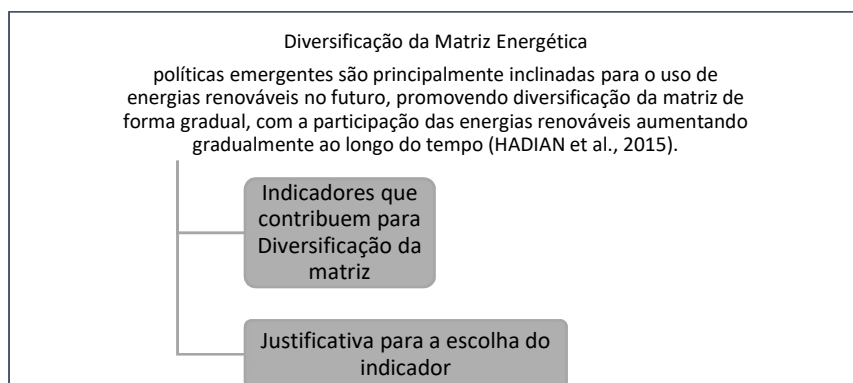 Diversificação da Matriz Energética
políticas emergentes são principalmente inclinadas para o uso de
energias renováveis no futuro, promovendo diversificação da matriz de
forma gradual, com a participação das energias renováveis aumentando
gradualmente ao longo do tempo (HADIAN et al., 2015).
Indicadores que
contribuem para
Diversificação da
matriz
Justificativa para a escolha do
indicador